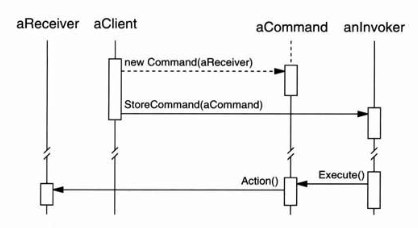 aReceiver aClient aCommand anInvoker
new Command(aReceiver)
StoreCommand(aCommand)
Action() Execute()